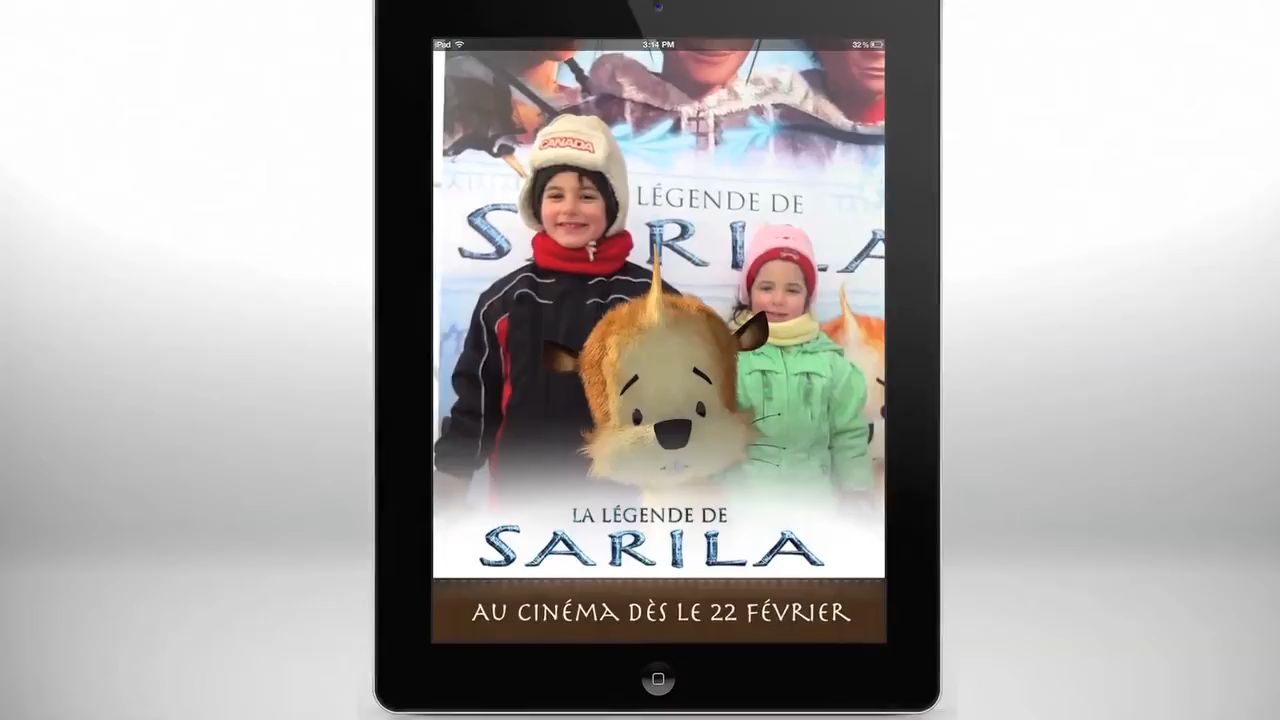 iPad 3:14 PM 32%
CANADA
LÉGENDE DE
SARILA
LA LÉGENDE DE
SARILA
AU CINÉMA DÈS LE 22 FÉVRIER